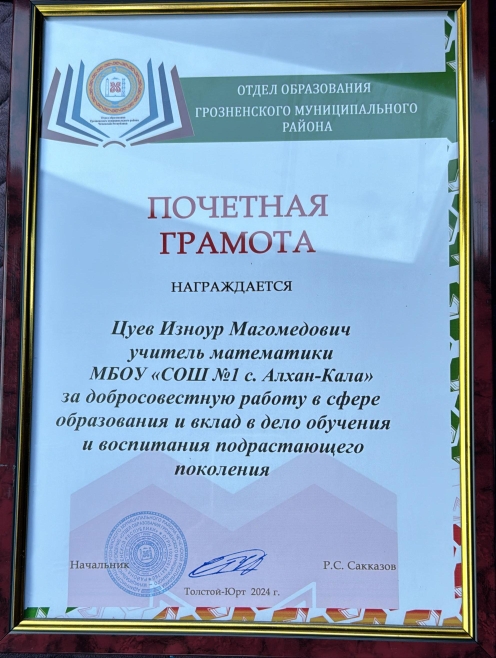 ОТДЕЛ ОБРАЗОВАНИЯ
ГРОЗНЕНСКОГО МУНИЦИПАЛЬНОГО
РАЙОНА
ПОЧЕТНАЯ
ГРАМОТА
НАГРАЖДАЕТСЯ
Цуев Изноур Магомедович
учитель математики
МБОУ «СОШ №1 с. Алхан-Кала»
за добросовестную работу в сфере
образования и вклад в дело обучения
и воспитания подрастающего
поколения
Начальник
Р.С. Сакказов
Толстой-Юрт 2024 г.